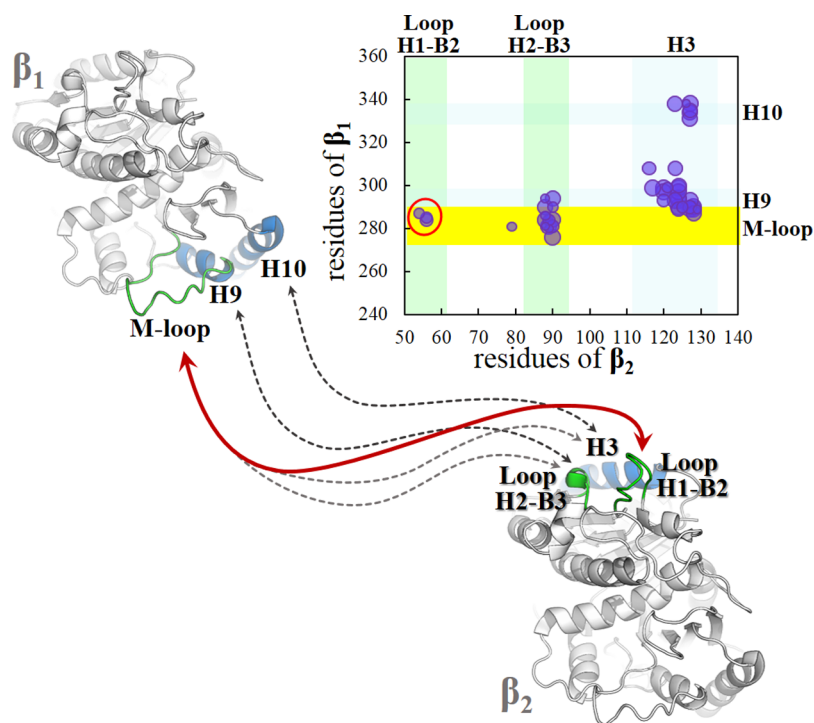 Loop
H1-B2
Loop
H2-B3
H3
β1
360
340
320
300
280
260
240
residues of β1
H10
H9
M-loop
50 60 70 80 90 100 110 120 130 140
residues of β2
H10
H9
M-loop
H3
Loop
H2-B3
Loop
H1-B2
β2